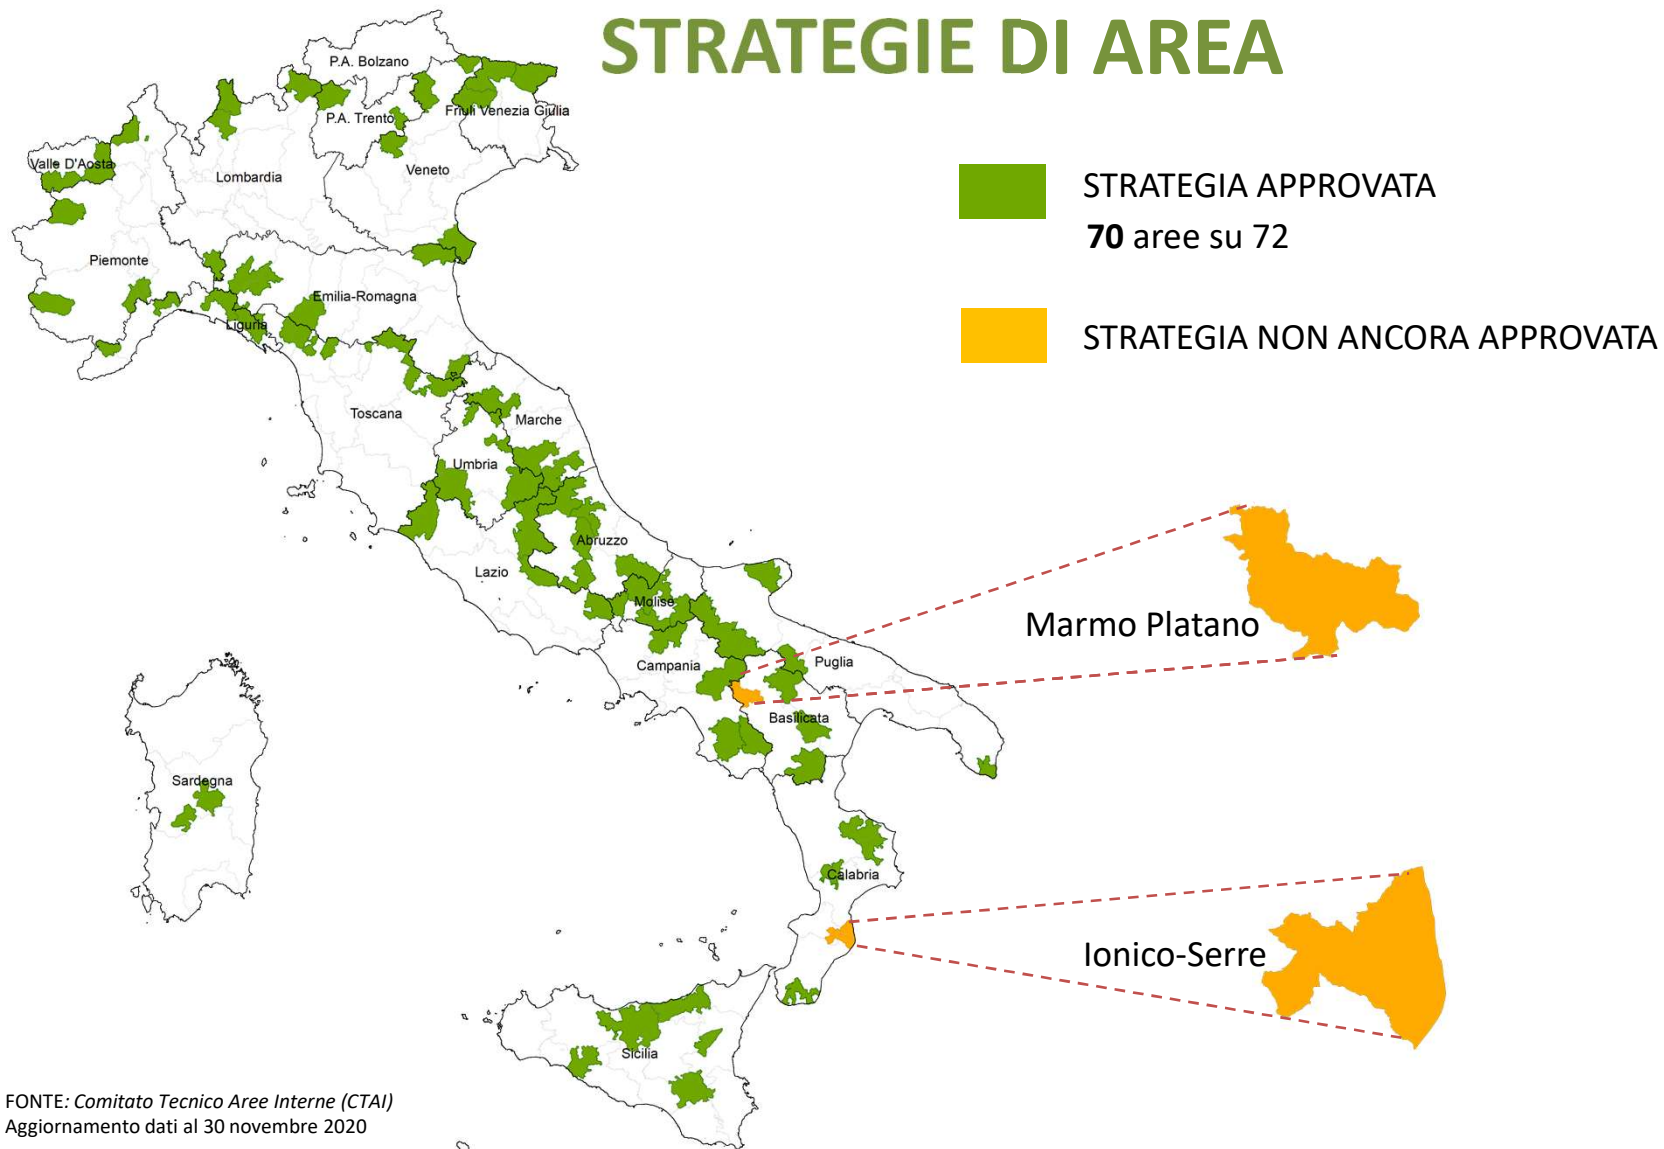 STRATEGIE DI AREA
P.A. Bolzano
P.A. Trento
Friuli Venezia Giulia
Valle D'Aosta
Lombardia
Veneto
STRATEGIA APPROVATA
70 aree su 72
Piemonte
Emilia-Romagna
Liguria
STRATEGIA NON ANCORA APPROVATA
Toscana
Marche
Umbria
Abruzzo
Lazio
Molise
Marmo Platano
Campania
Puglia
Basilicata
Sardegna
Calabria
Ionico-Serre
Sicilia
FONTE: Comitato Tecnico Aree Interne (CTAI)
Aggiornamento dati al 30 novembre 2020